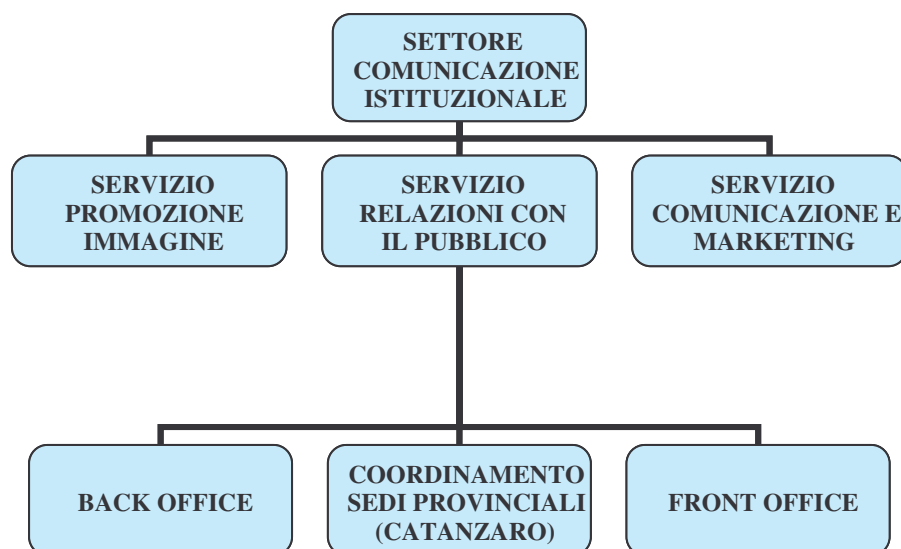 SETTORE
COMUNICAZIONE
ISTITUZIONALE
SERVIZIO
PROMOZIONE
IMMAGINE
SERVIZIO
RELAZIONI CON
IL PUBBLICO
SERVIZIO
COMUNICAZIONE E
MARKETING
BACK OFFICE
COORDINAMENTO
SEDI PROVINCIALI
(CATANZARO)
FRONT OFFICE